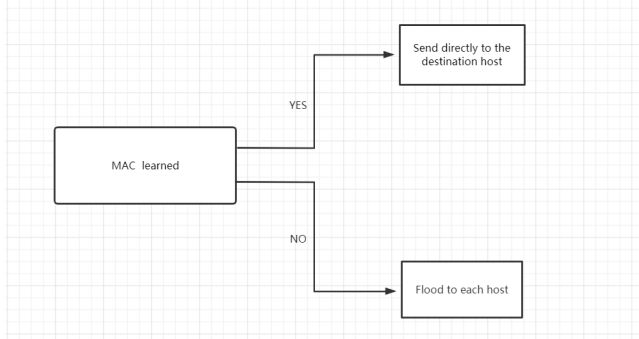 Send directly to the
destination host
YES
MAC learned
NO
Flood to each host